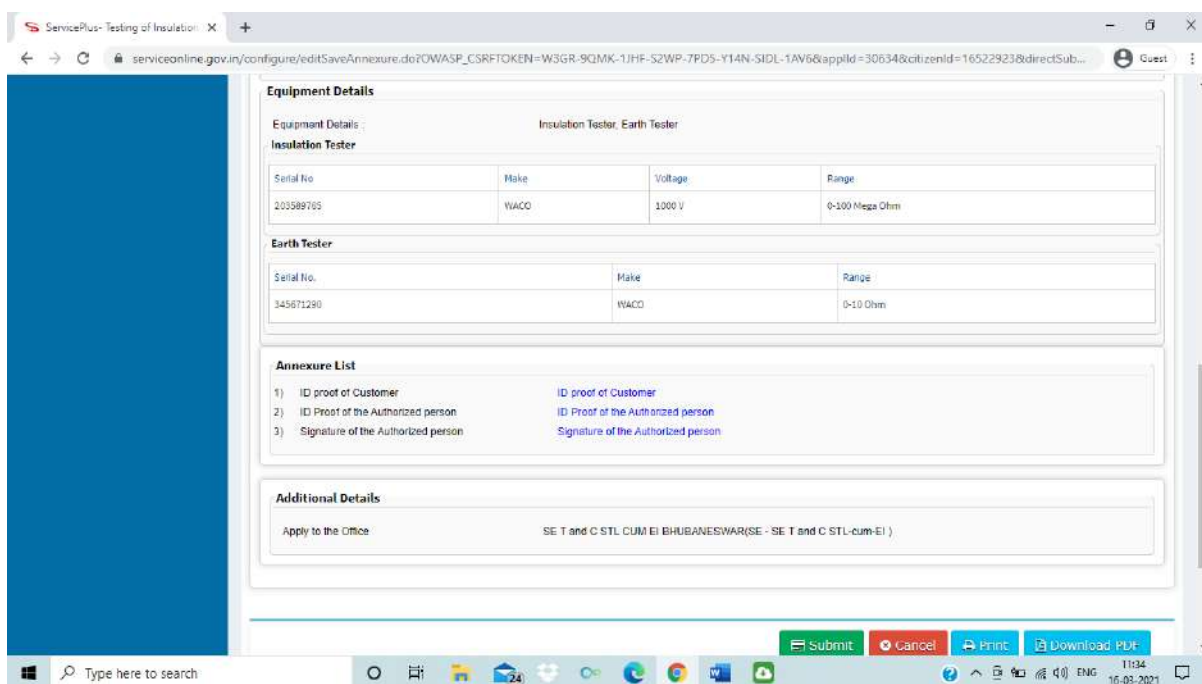 ServicePlus- Testing of Insulation
serviceonline.gov.in/configure/editSaveAnnexure.do?OWASP_CSRFTOKEN=W3GR-9QMK-1JHF-S2WP-7PD5-Y14N-SIDL-1AV6&applId=30634&citizenId=16522923&directSub... Guest
Equipment Details
Equipment Details : Insulation Tester, Earth Tester
Insulation Tester
Serial No Make Voltage Range
203589765 WACO 1000 V 0-100 Mega Ohm
Earth Tester
Serial No. Make Range
345671290 WACO 0-10 Ohm
Annexure List
1) ID proof of Customer ID proof of Customer
2) ID Proof of the Authorized person ID Proof of the Authorized person
3) Signature of the Authorized person Signature of the Authorized person
Additional Details
Apply to the Office SE T and C STL CUM EI BHUBANESWAR(SE - SE T and C STL-cum-EI )
Submit Cancel Print Download PDF
Type here to search 24 ENG 11:34
16-03-2021